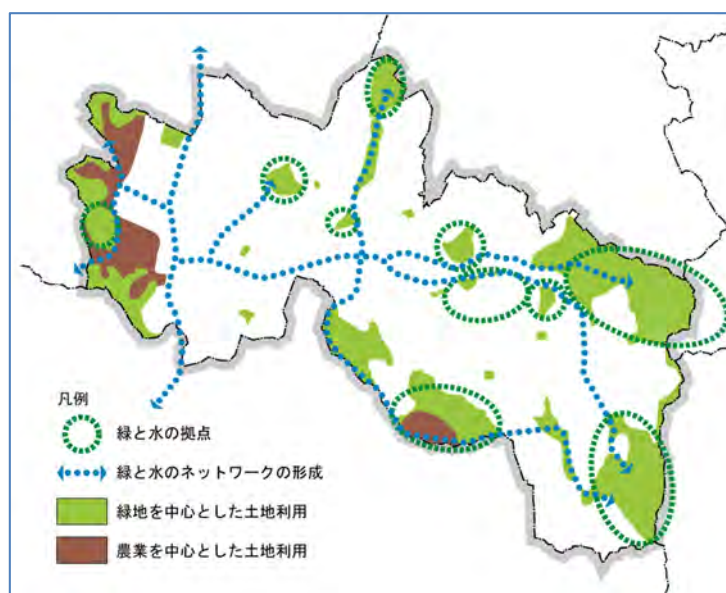 凡例
緑と水の拠点
緑と水のネットワークの形成
緑地を中心とした土地利用
農業を中心とした土地利用